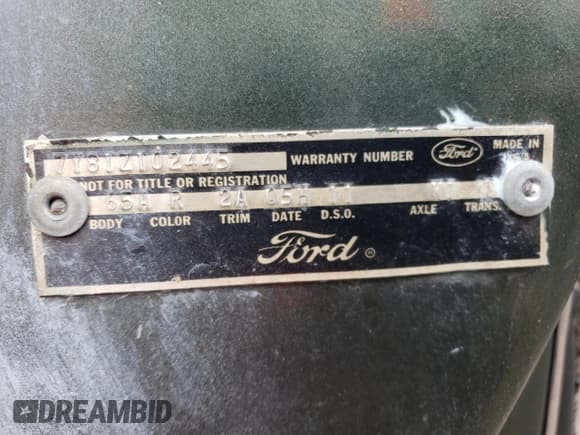 7Y81Z102445 WARRANTY NUMBER Ford MADE IN
NOT FOR TITLE OR REGISTRATION
65A R 2A 05H
BODY COLOR TRIM DATE D.S.O. AXLE TRANS.
Ford ®
DREAMBID